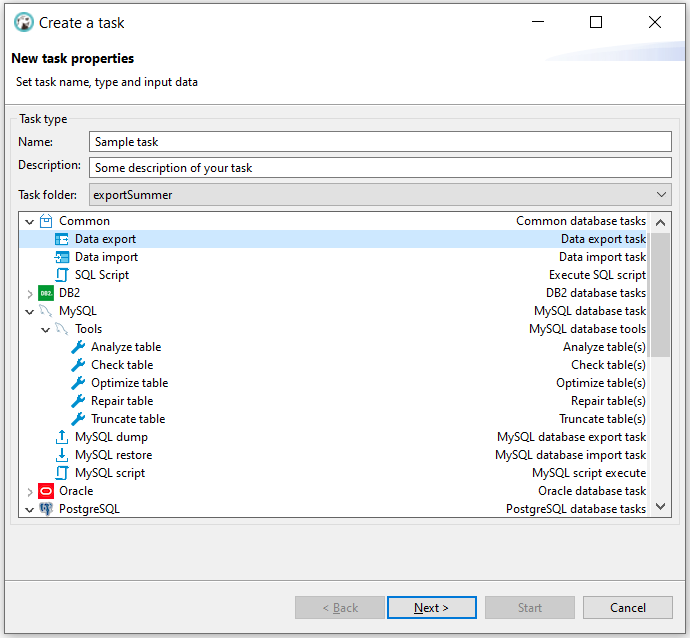 Create a task
New task properties
Set task name, type and input data
Task type
Name: Sample task
Description: Some description of your task
Task folder: exportSummer
Common Common database tasks
Data export Data export task
Data import Data import task
SQL Script Execute SQL script
DB2. DB2 DB2 database tasks
MySQL MySQL database task
Tools MySQL database tools
Analyze table Analyze table(s)
Check table Check table(s)
Optimize table Optimize table(s)
Repair table Repair table(s)
Truncate table Truncate table(s)
MySQL dump MySQL database export task
MySQL restore MySQL database import task
MySQL script MySQL script execute
Oracle Oracle database task
PostgreSQL PostgreSQL database tasks
< Back Next > Start Cancel